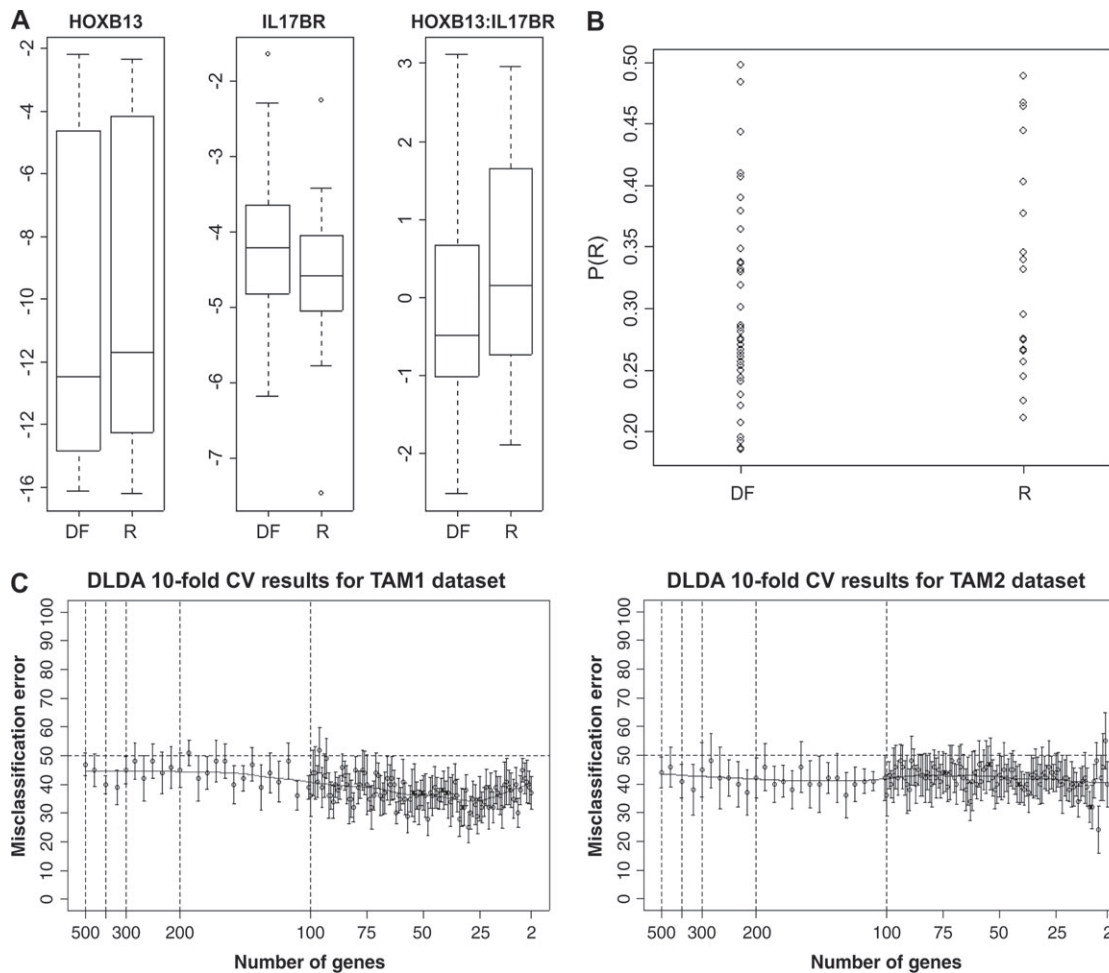 A
HOXB13
IL17BR
HOXB13:IL17BR
-2
-4
-6
-8
-10
-12
-12
-16
DF
R
-2
-3
-4
-5
-6
-7
DF
R
3
2
1
0
-1
-2
DF
R
B
P(R)
0.50
0.45
0.40
0.35
0.30
0.25
0.20
DF
R
C
DLDA 10-fold CV results for TAM1 dataset
Misclassification error
100
90
80
70
60
50
40
30
20
10
0
500 300 200 100 75 50 25 2
Number of genes
DLDA 10-fold CV results for TAM2 dataset
Misclassification error
100
90
80
70
60
50
40
30
20
10
0
500 300 200 100 75 50 25 2
Number of genes